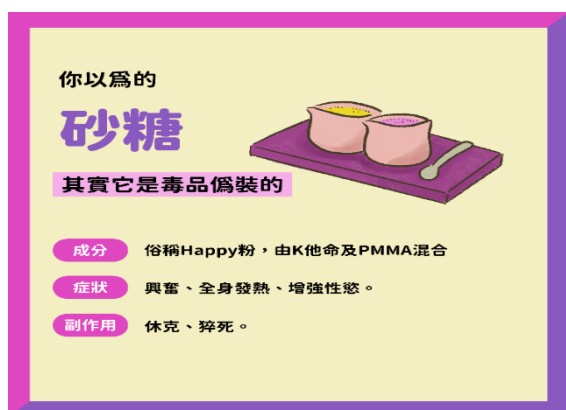 你以為的
砂糖
其實它是毒品偽裝的
成分 俗稱Happy粉，由K他命及PMMA混合
症狀 興奮、全身發熱、增強性慾。
副作用 休克、猝死。